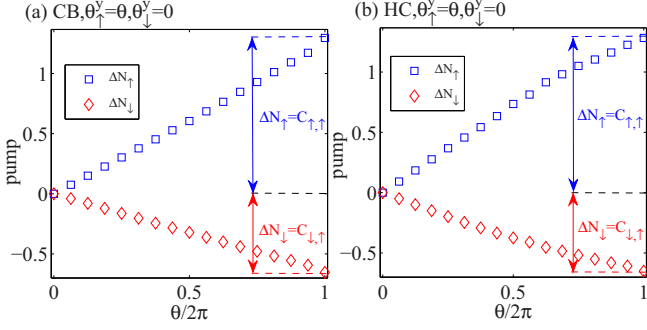 (a) CB,θ↑^y=θ,θ↓^y=0
pump
1
0.5
0
−0.5
ΔN↑
ΔN↓
ΔN↑=C↑,↑
ΔN↓=C↓,↑
0
0.5
1
θ/2π
(b) HC,θ↑^y=θ,θ↓^y=0
pump
1
0.5
0
−0.5
ΔN↑
ΔN↓
ΔN↑=C↑,↑
ΔN↓=C↓,↑
0
0.5
1
θ/2π